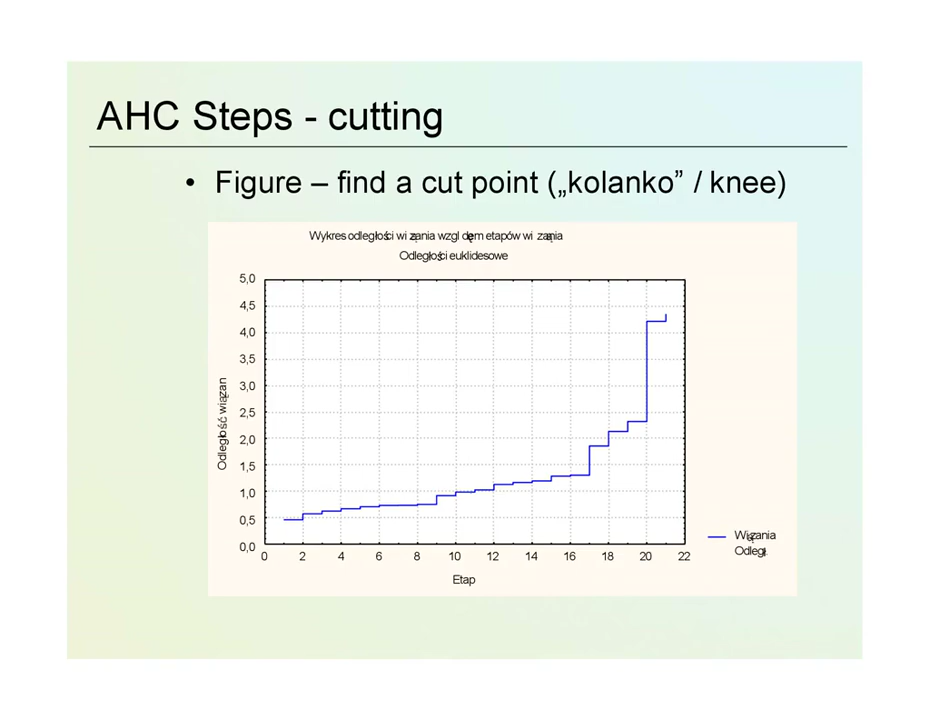 AHC Steps - cutting
• Figure – find a cut point („kolanko” / knee)
Wykres odległości wiązania względem etapów wiązania
Odległości euklidesowe
5,0
4,5
4,0
3,5
3,0
2,5
2,0
1,5
1,0
0,5
0,0
Odległość wiązan
0 2 4 6 8 10 12 14 16 18 20 22
Etap
Wiązania
Odległ.